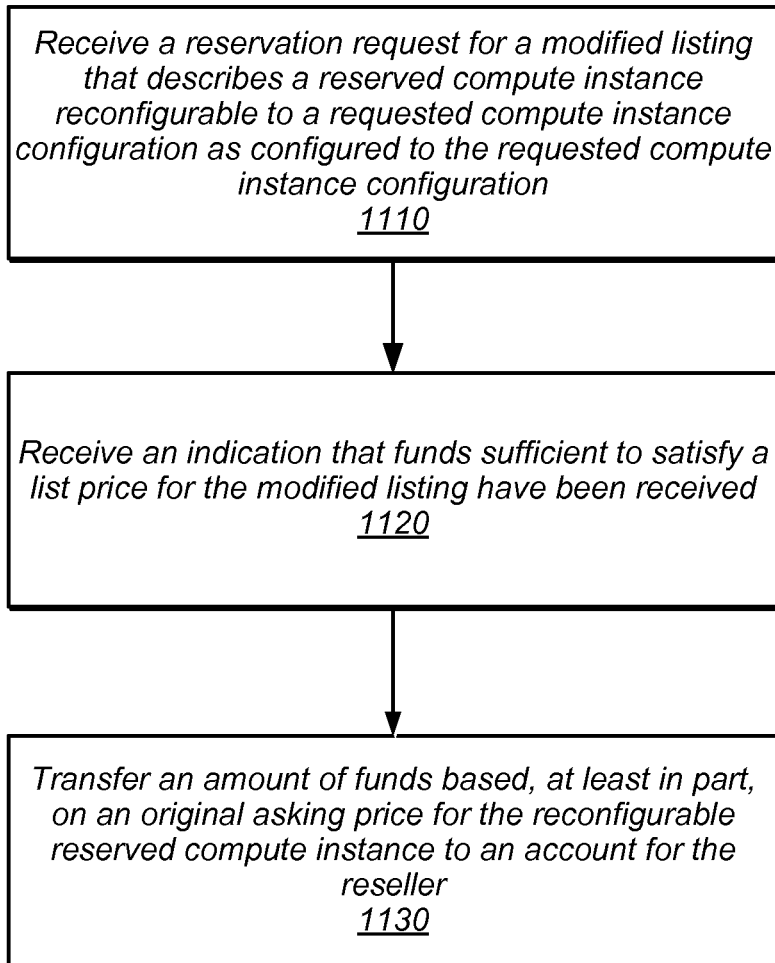 Receive a reservation request for a modified listing
that describes a reserved compute instance
reconfigurable to a requested compute instance
configuration as configured to the requested compute
instance configuration
1110
Receive an indication that funds sufficient to satisfy a
list price for the modified listing have been received
1120
Transfer an amount of funds based, at least in part,
on an original asking price for the reconfigurable
reserved compute instance to an account for the
reseller
1130